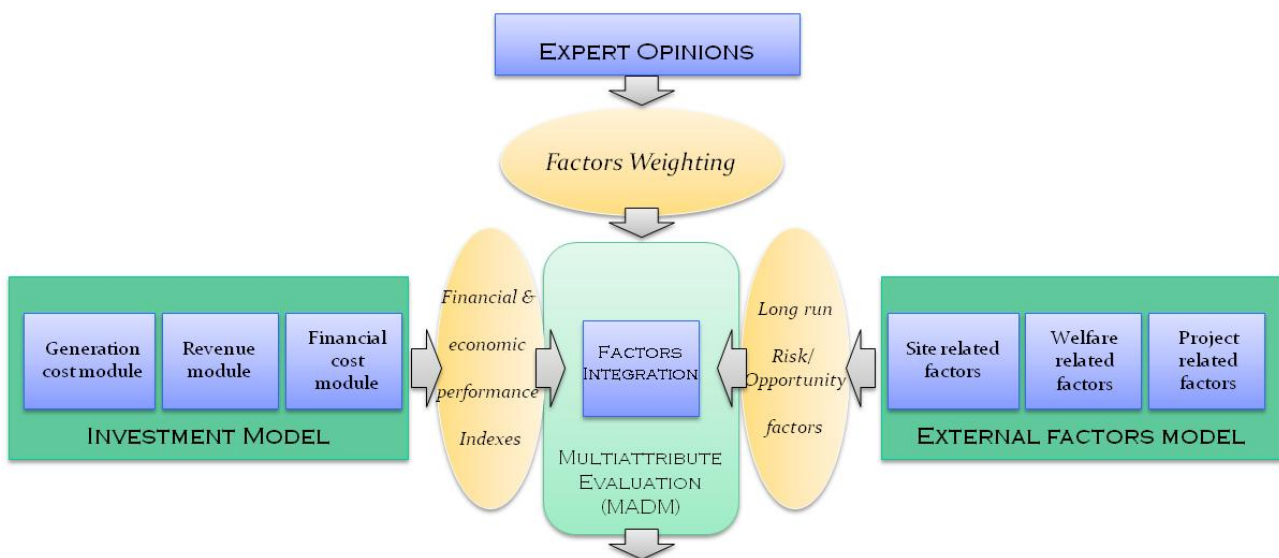 EXPERT OPINIONS
Factors Weighting
Financial &
economic
performance
Indexes
Long run
Risk/
Opportunity
factors
Generation
cost module
Revenue
module
Financial
cost
module
INVESTMENT MODEL
FACTORS
INTEGRATION
MULTIATTRIBUTE
EVALUATION
(MADM)
Site related
factors
Welfare
related
factors
Project
related
factors
EXTERNAL FACTORS MODEL